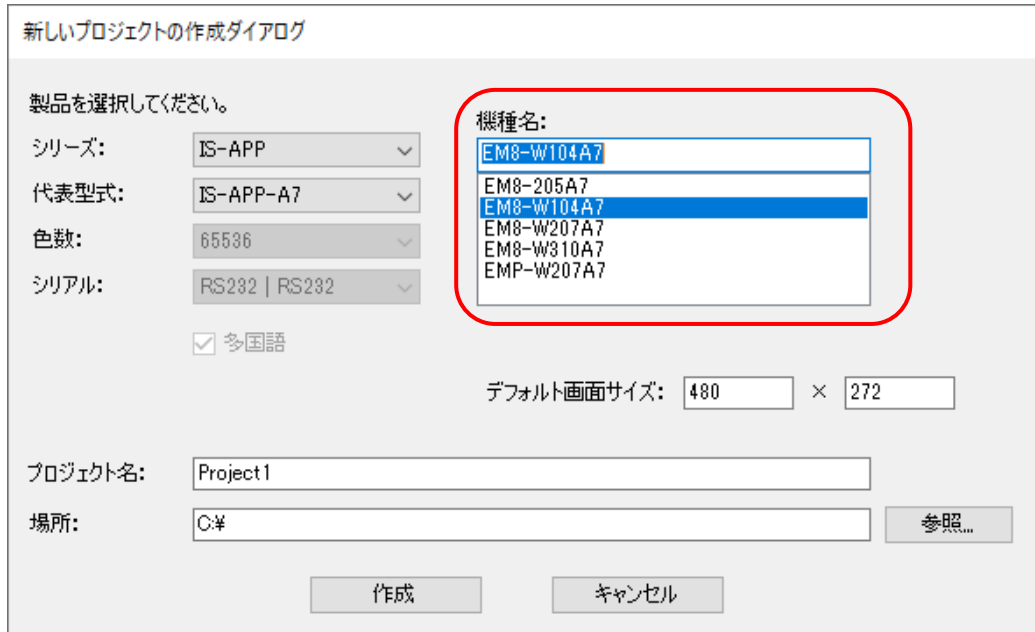 新しいプロジェクトの作成ダイアログ
製品を選択してください。
シリーズ: IS-APP
代表型式: IS-APP-A7
色数: 65536
シリアル: RS232 | RS232
多国語
機種名:
EM8-W104A7
EM8-205A7
EM8-W104A7
EM8-W207A7
EM8-W310A7
EMP-W207A7
デフォルト画面サイズ: 480 × 272
プロジェクト名: Project1
場所: C:¥ 参照...
作成 キャンセル